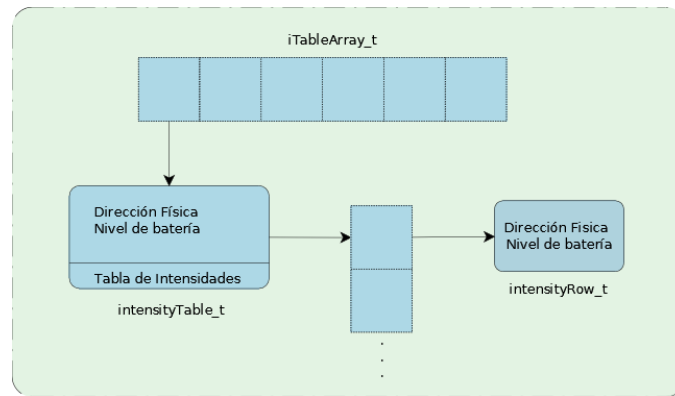 iTableArray_t
Dirección Física
Nivel de batería
Tabla de Intensidades
intensityTable_t
Dirección Fisica
Nivel de batería
intensityRow_t